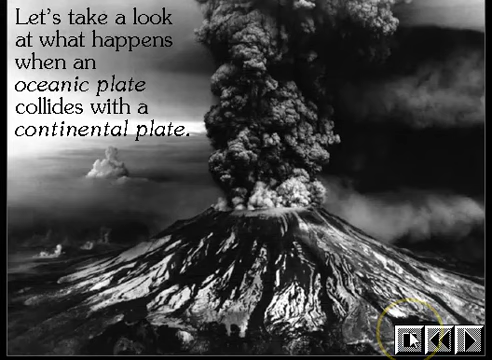 Let's take a look
at what happens
when an
oceanic plate
collides with a
continental plate.